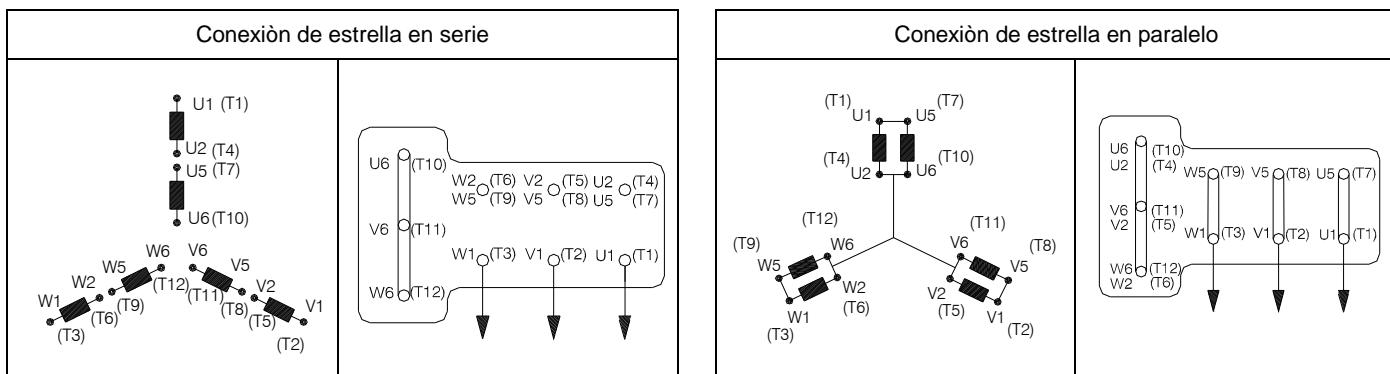 Conexiòn de estrella en serie
U1 (T1)
U2 (T4)
U5 (T7)
U6 (T10)
W6 V6
W5 V5
W2 (T12) (T11) V2
W1 (T9) (T8) V1
(T6) (T5)
(T3) (T2)
U6 (T10)
W2 (T6) V2 (T5) U2 (T4)
W5 (T9) V5 (T8) U5 (T7)
V6 (T11)
W1 (T3) V1 (T2) U1 (T1)
W6 (T12)
Conexiòn de estrella en paralelo
(T1) (T7)
U1 U5
(T4) (T10)
U2 U6
(T12) (T11)
(T9) W6 V6 (T8)
W5 V5
W2 V2
(T6) (T5)
W1 V1
(T3) (T2)
U6 (T10)
U2 (T4)
W5 (T9) V5 (T8) U5 (T7)
V6 (T11)
V2 (T5)
W1 (T3) V1 (T2) U1 (T1)
W6 (T12)
W2 (T6)